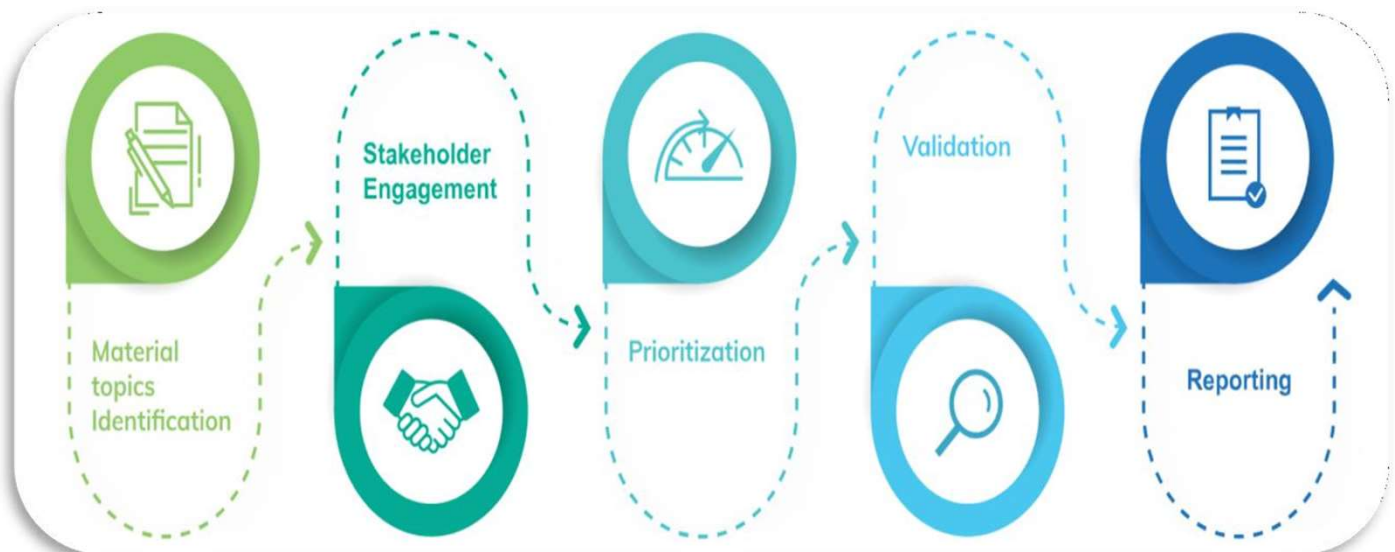 Material
topics
Identification
Stakeholder
Engagement
Prioritization
Validation
Reporting